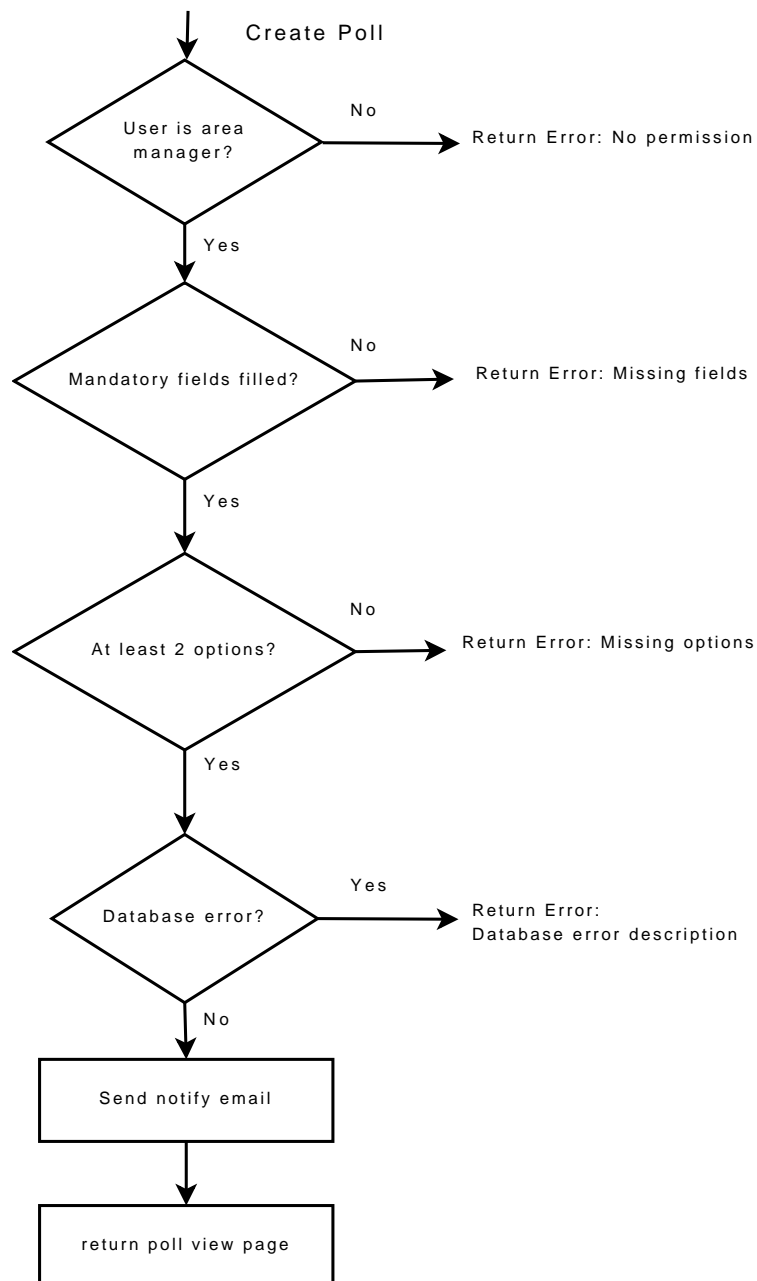 Create Poll
User is area
manager?
No
Return Error: No permission
Yes
Mandatory fields filled?
No
Return Error: Missing fields
Yes
At least 2 options?
No
Return Error: Missing options
Yes
Database error?
Yes
Return Error:
Database error description
No
Send notify email
return poll view page